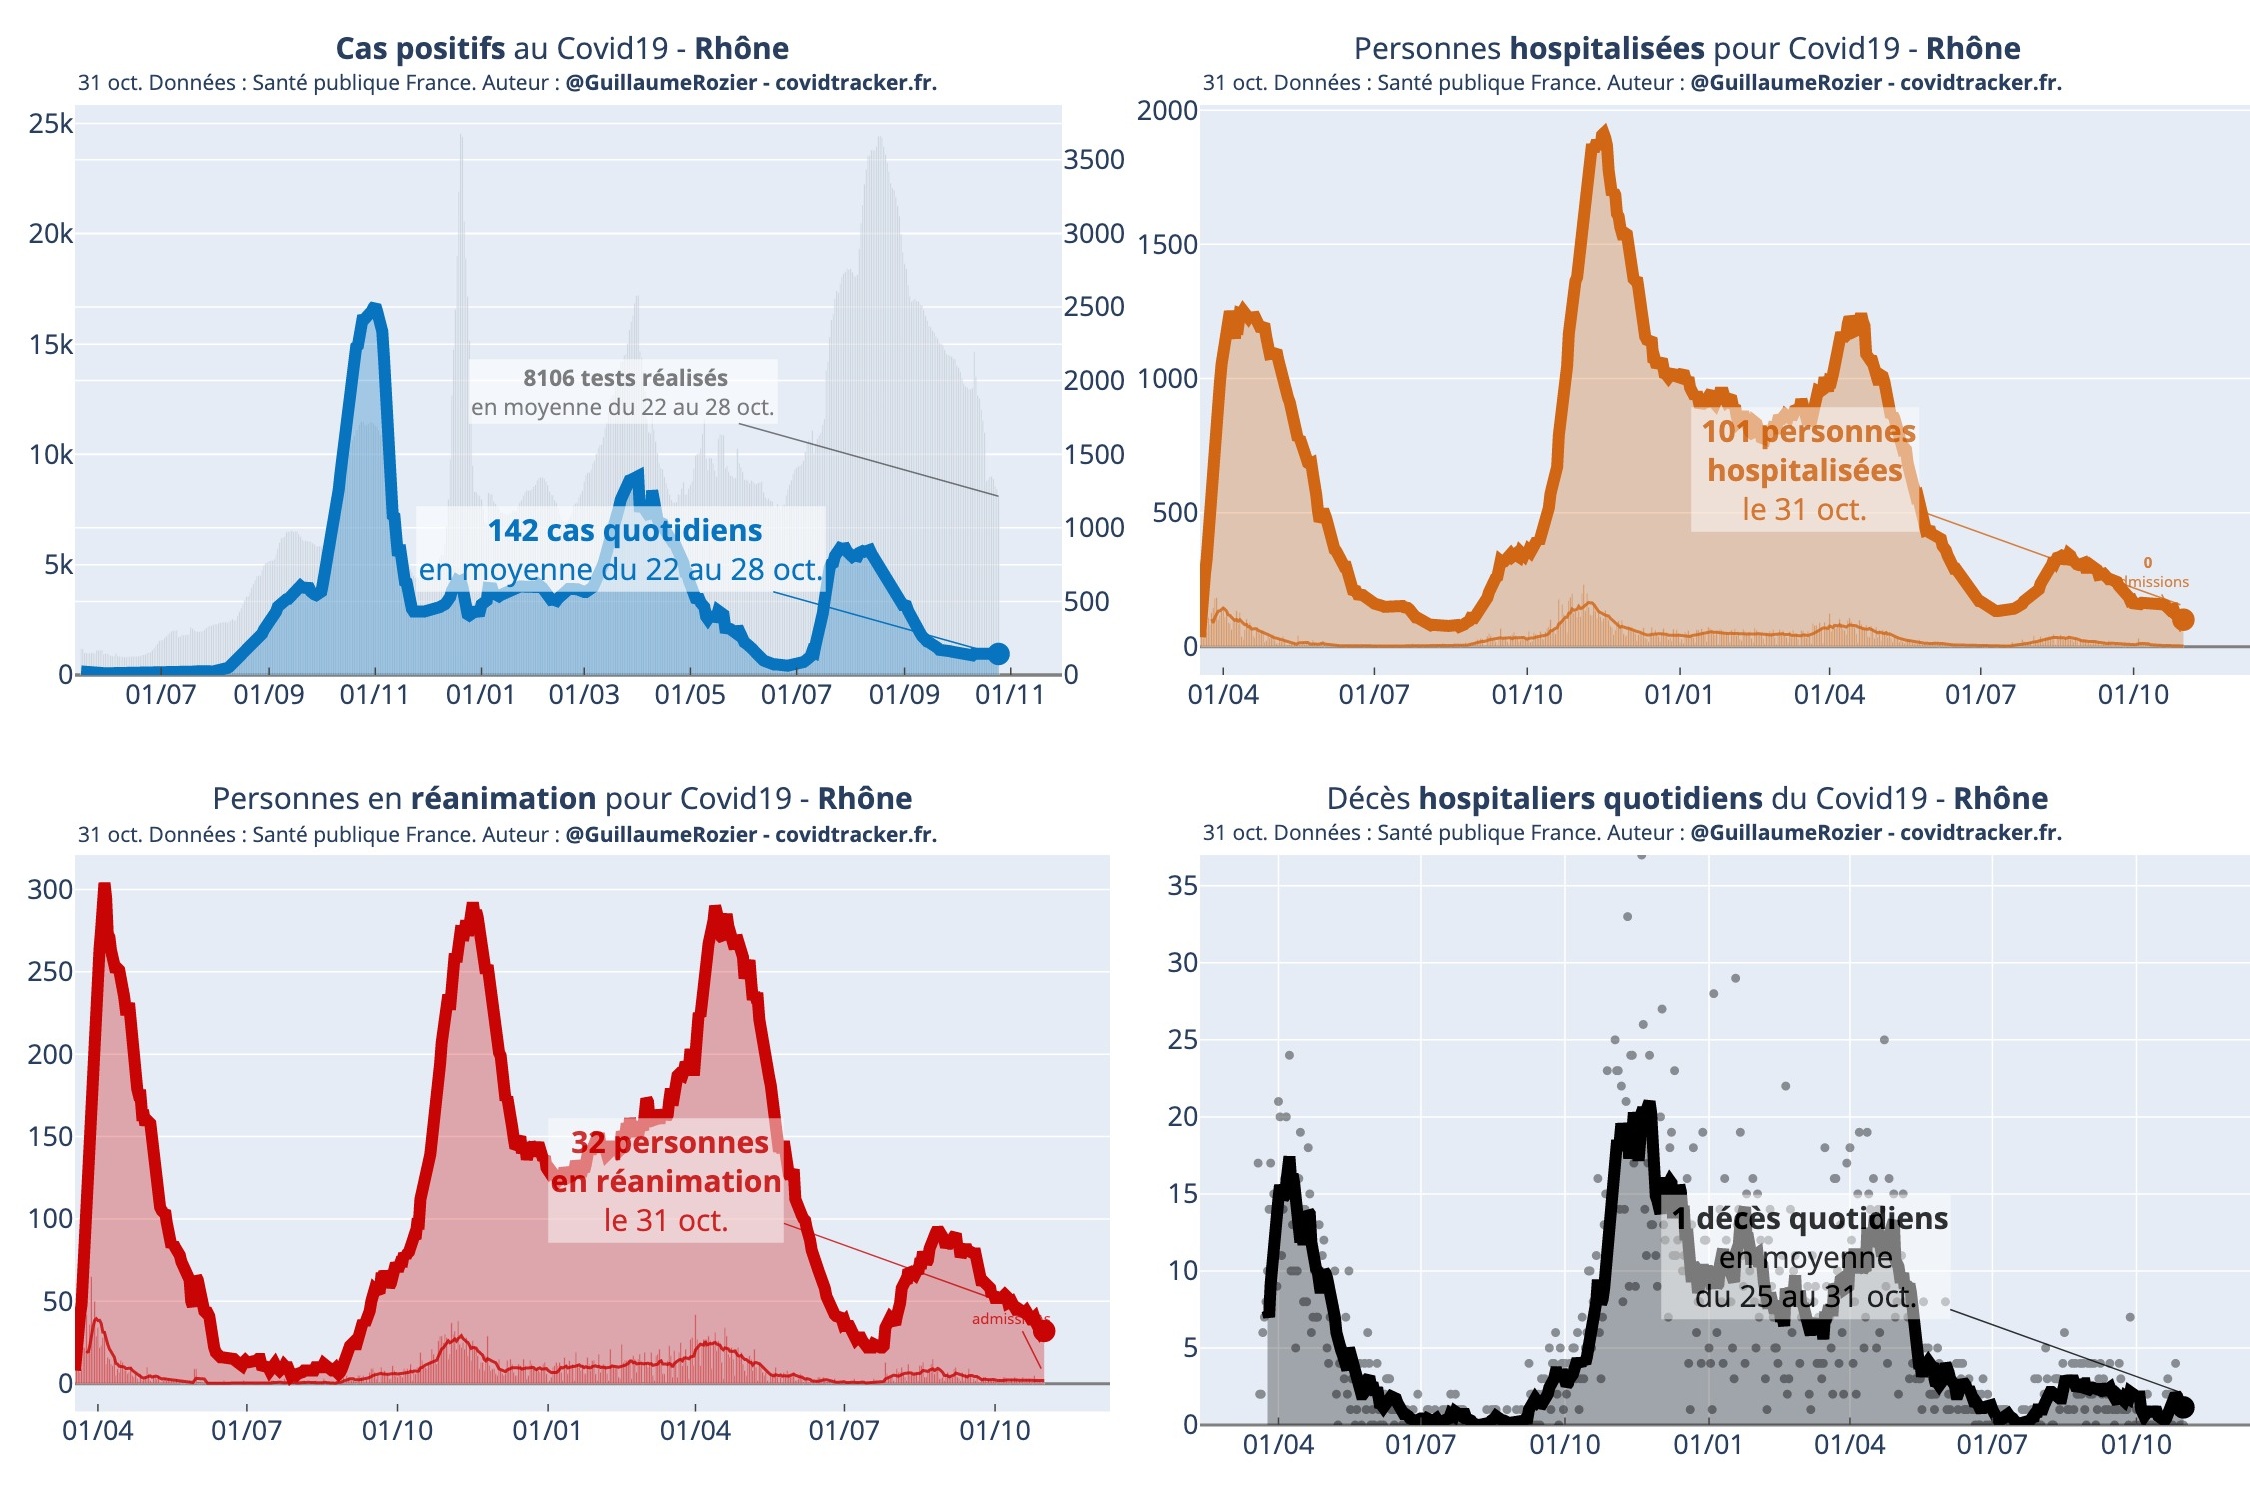 Cas positifs au Covid19 - Rhône
31 oct. Données : Santé publique France. Auteur : @GuillaumeRozier - covidtracker.fr.
25k
20k
15k
10k
5k
0
3500
3000
2500
2000
1500
1000
500
0
8106 tests réalisés
en moyenne du 22 au 28 oct.
142 cas quotidiens
en moyenne du 22 au 28 oct.
01/07 01/09 01/11 01/01 01/03 01/05 01/07 01/09 01/11
Personnes hospitalisées pour Covid19 - Rhône
31 oct. Données : Santé publique France. Auteur : @GuillaumeRozier - covidtracker.fr.
2000
1500
1000
500
0
101 personnes
hospitalisées
le 31 oct.
0
admissions
01/04 01/07 01/10 01/01 01/04 01/07 01/10
Personnes en réanimation pour Covid19 - Rhône
31 oct. Données : Santé publique France. Auteur : @GuillaumeRozier - covidtracker.fr.
300
250
200
150
100
50
0
32 personnes
en réanimation
le 31 oct.
admissions
01/04 01/07 01/10 01/01 01/04 01/07 01/10
Décès hospitaliers quotidiens du Covid19 - Rhône
31 oct. Données : Santé publique France. Auteur : @GuillaumeRozier - covidtracker.fr.
35
30
25
20
15
10
5
0
1 décès quotidiens
en moyenne
du 25 au 31 oct.
01/04 01/07 01/10 01/01 01/04 01/07 01/10